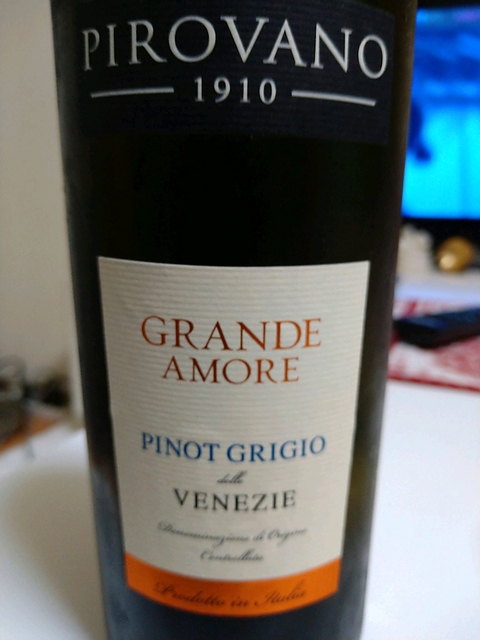 PIROVANO
1910
GRANDE
AMORE
PINOT GRIGIO
delle
VENEZIE
Denominazione di Origine
Controllata
Prodotto in Italia